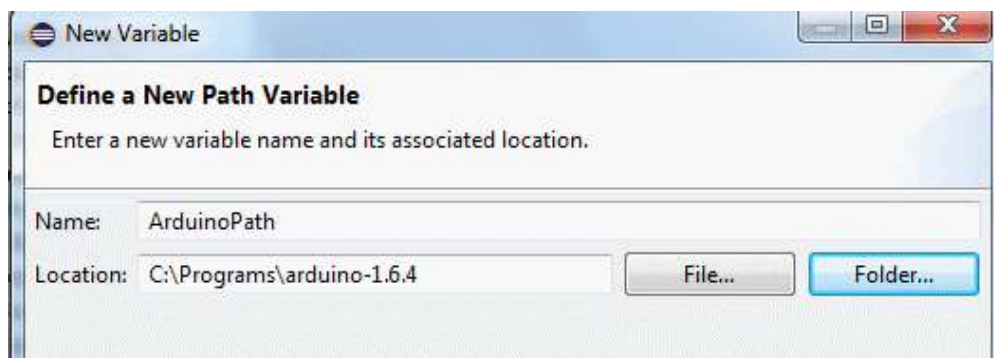 New Variable
Define a New Path Variable
Enter a new variable name and its associated location.
Name: ArduinoPath
Location: C:\Programs\arduino-1.6.4 File... Folder...